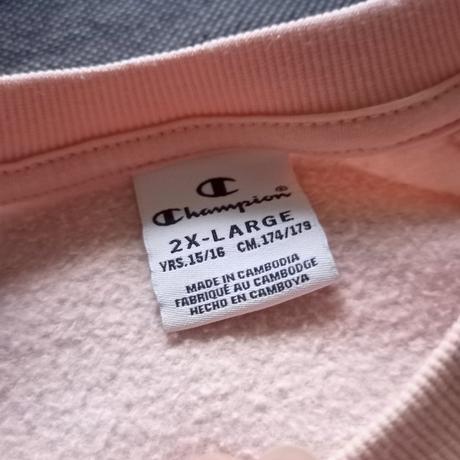 Champion®
2X-LARGE
YRS.15/16 CM.174/179
MADE IN CAMBODIA
FABRIQUÉ AU CAMBODGE
HECHO EN CAMBOYA